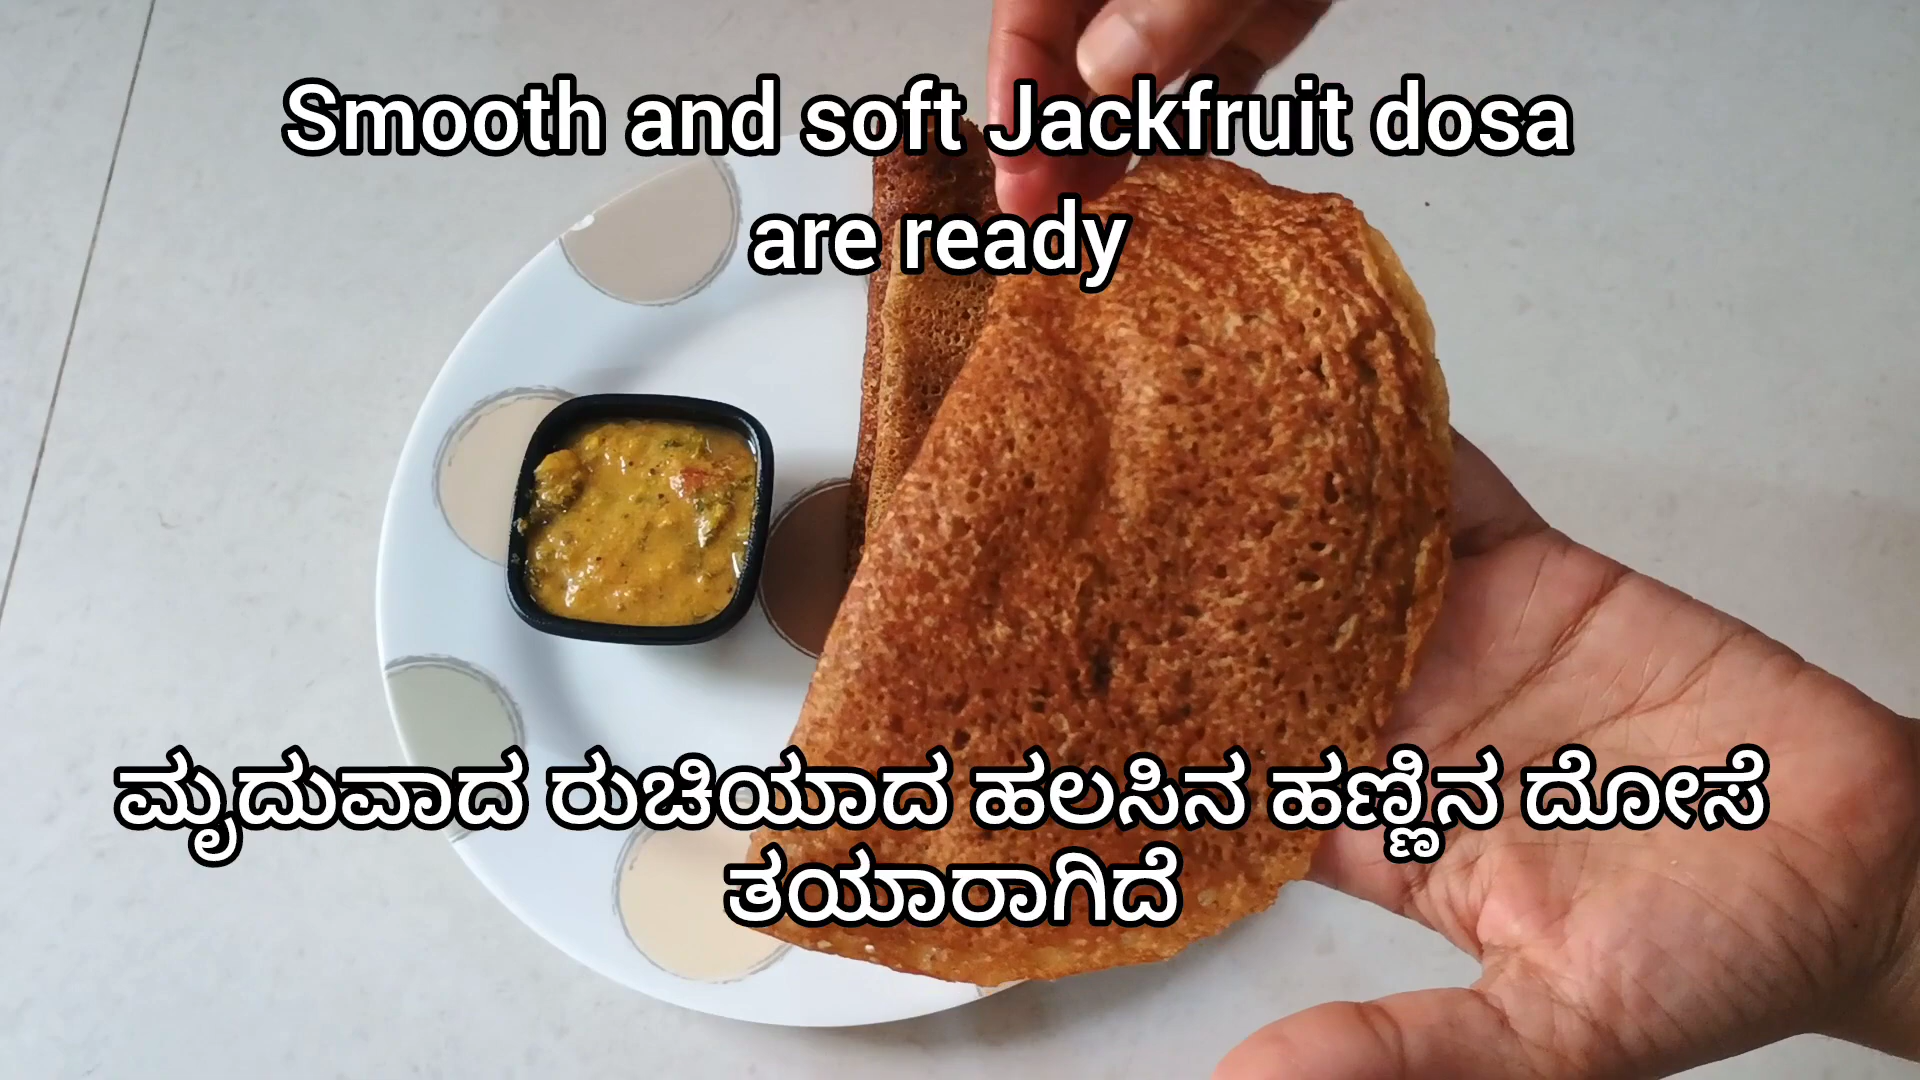 Smooth and soft Jackfruit dosa
are ready
ಮೃದುವಾದ ರುಚಿಯಾದ ಹಲಸಿನ ಹಣ್ಣಿನ ದೋಸೆ
ತಯಾರಾಗಿದೆ